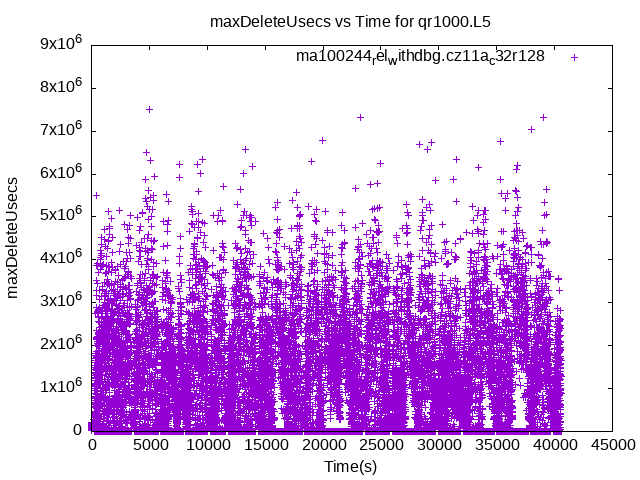 maxDeleteUsecs vs Time for qr1000.L5
ma100244relwithdbg.cz11ac32r128
maxDeleteUsecs
9x10^6
8x10^6
7x10^6
6x10^6
5x10^6
4x10^6
3x10^6
2x10^6
1x10^6
0
0 5000 10000 15000 20000 25000 30000 35000 40000 45000
Time(s)